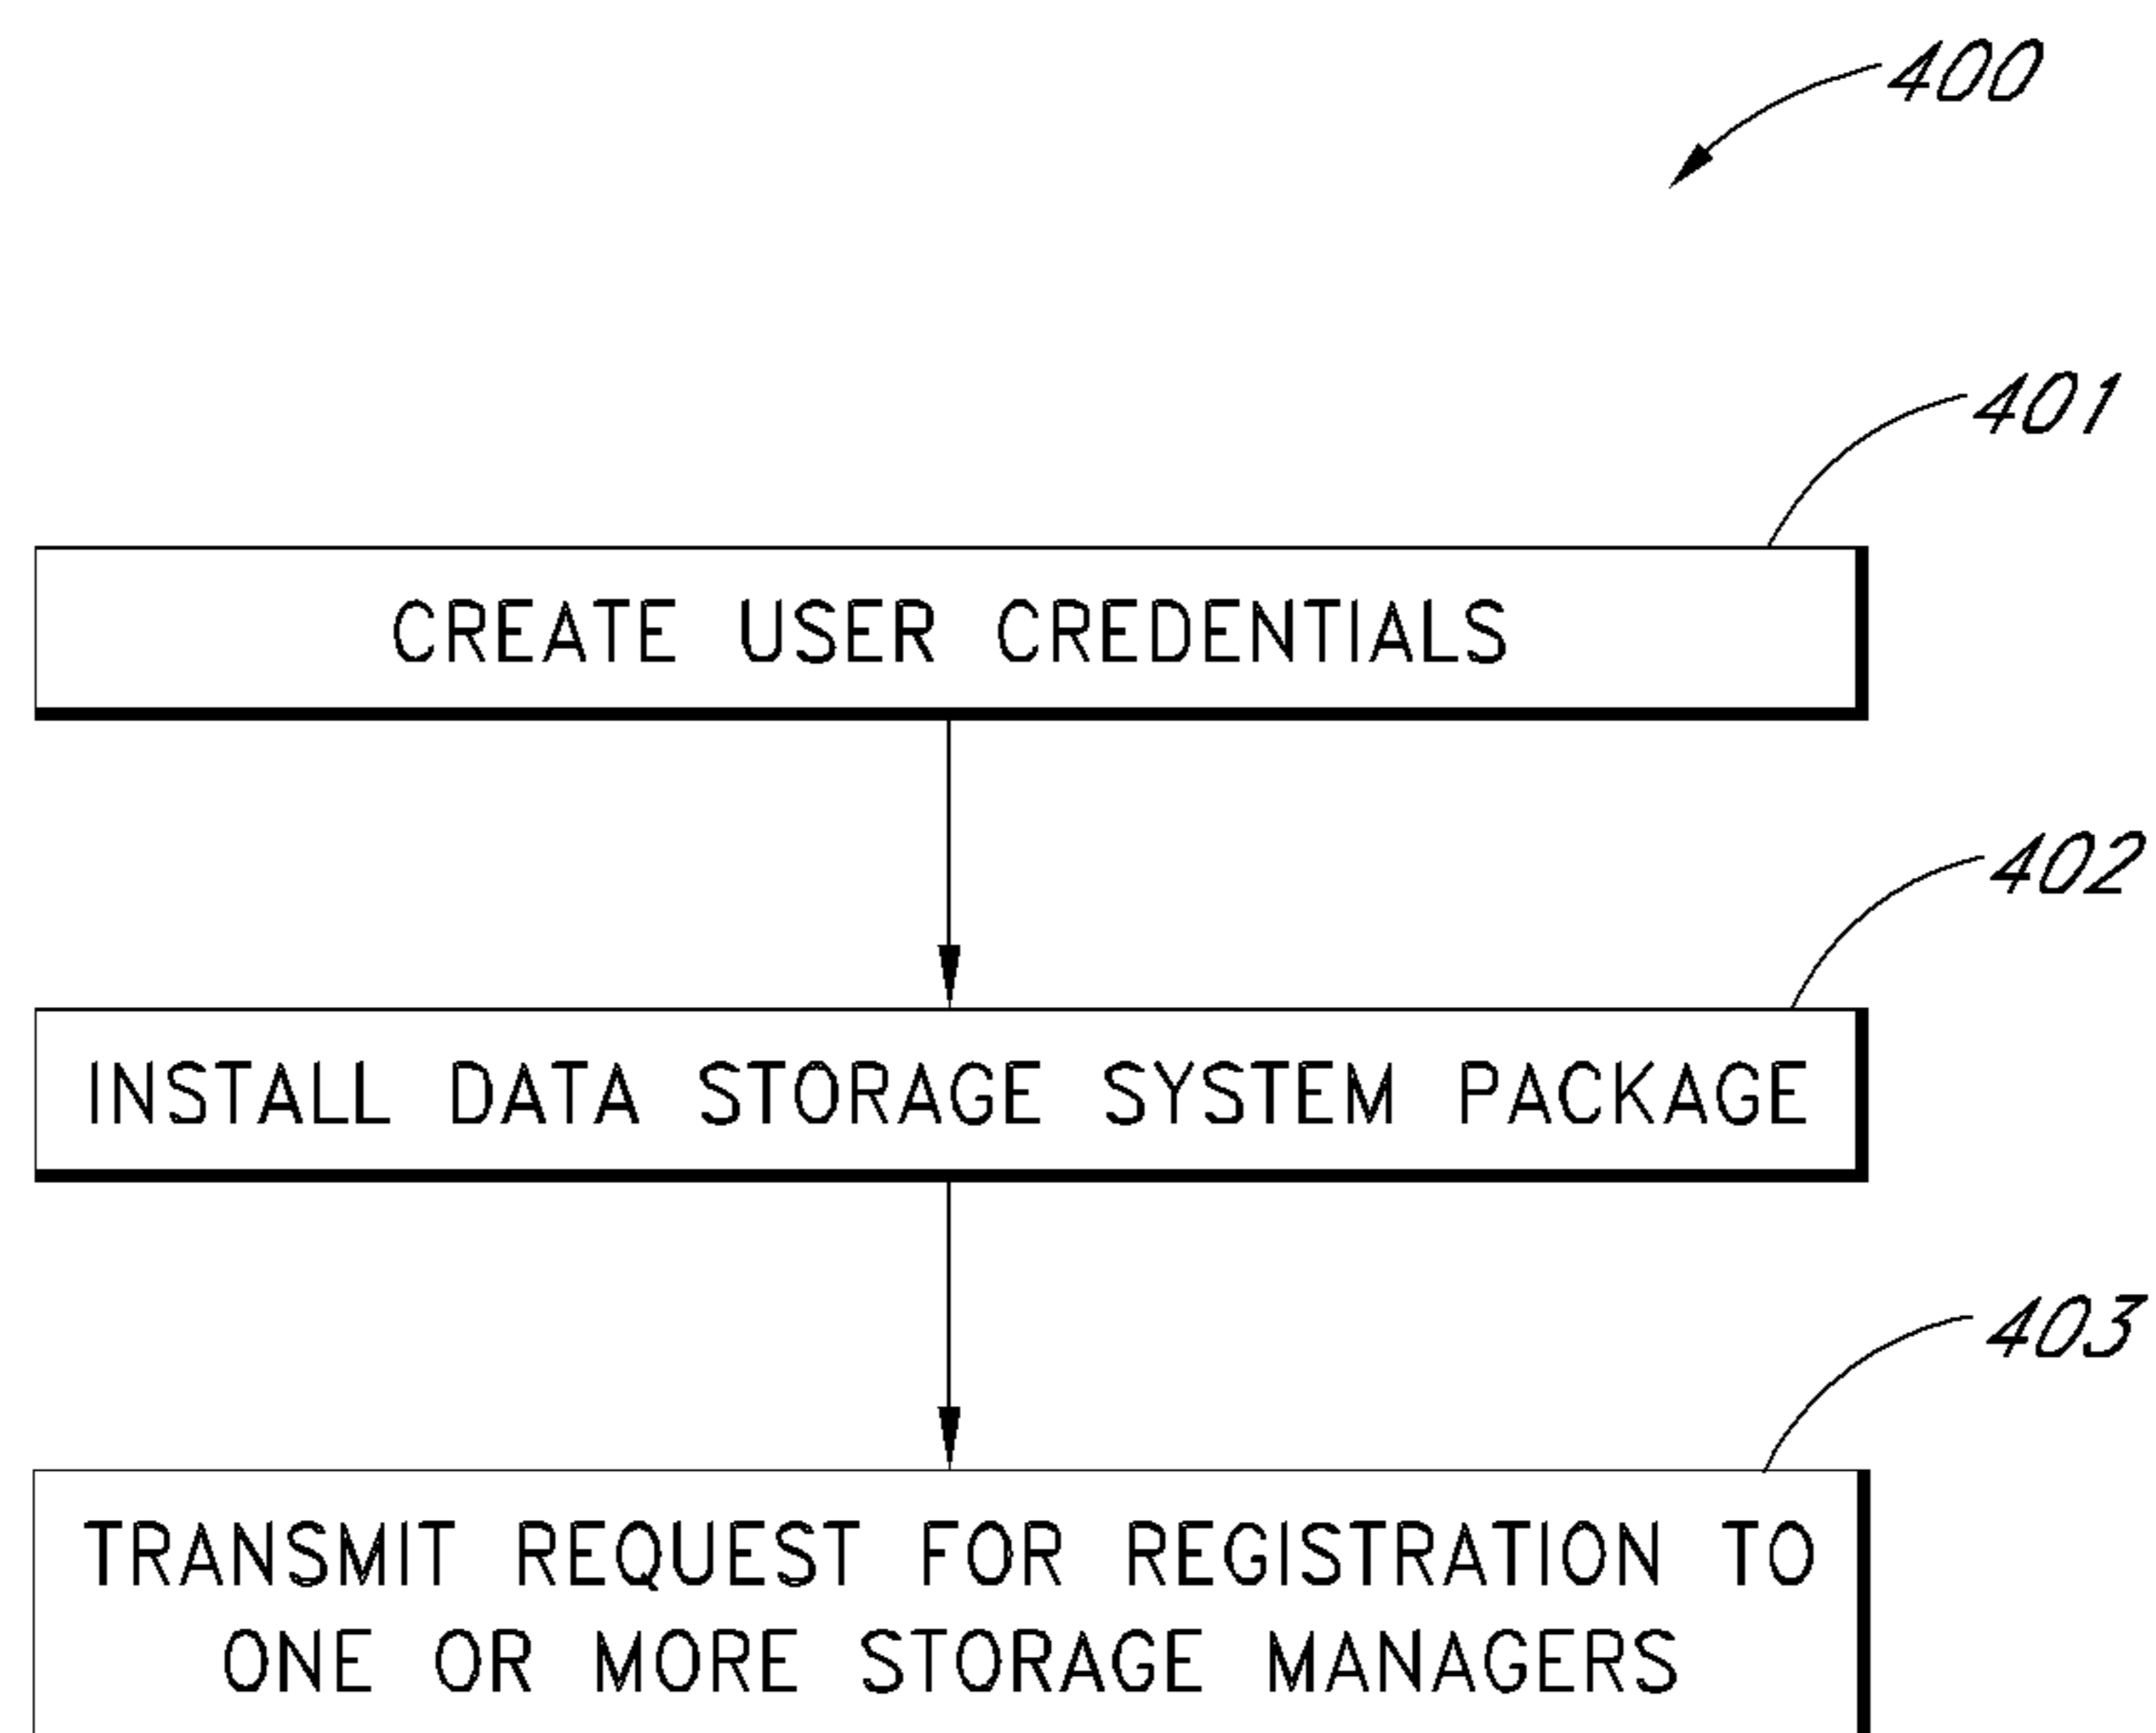 400
401
CREATE USER CREDENTIALS
402
INSTALL DATA STORAGE SYSTEM PACKAGE
403
TRANSMIT REQUEST FOR REGISTRATION TO
ONE OR MORE STORAGE MANAGERS